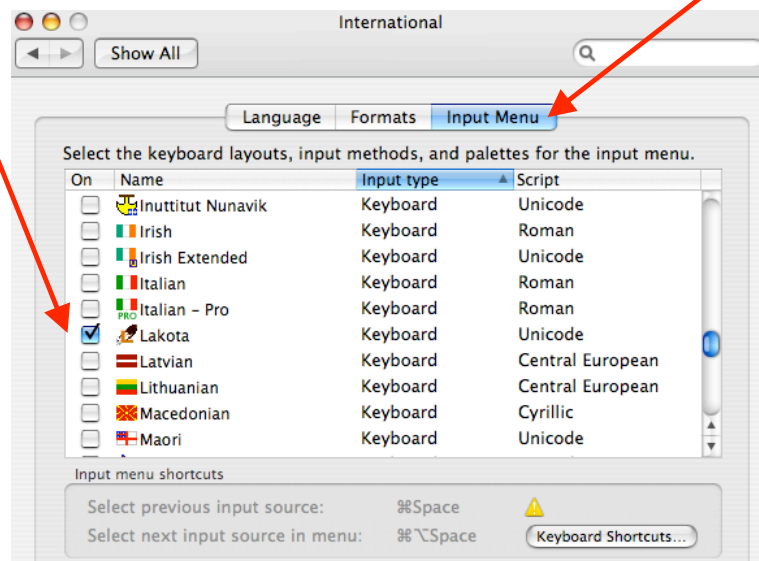 International
Show All
Language Formats Input Menu
Select the keyboard layouts, input methods, and palettes for the input menu.
On Name Input type Script
Inuttitut Nunavik Keyboard Unicode
Irish Keyboard Roman
Irish Extended Keyboard Unicode
Italian Keyboard Roman
PRO Italian - Pro Keyboard Roman
Lakota Keyboard Unicode
Latvian Keyboard Central European
Lithuanian Keyboard Central European
Macedonian Keyboard Cyrillic
Maori Keyboard Unicode
Input menu shortcuts
Select previous input source: ⌘Space
Select next input source in menu: ⌘⌥Space Keyboard Shortcuts...